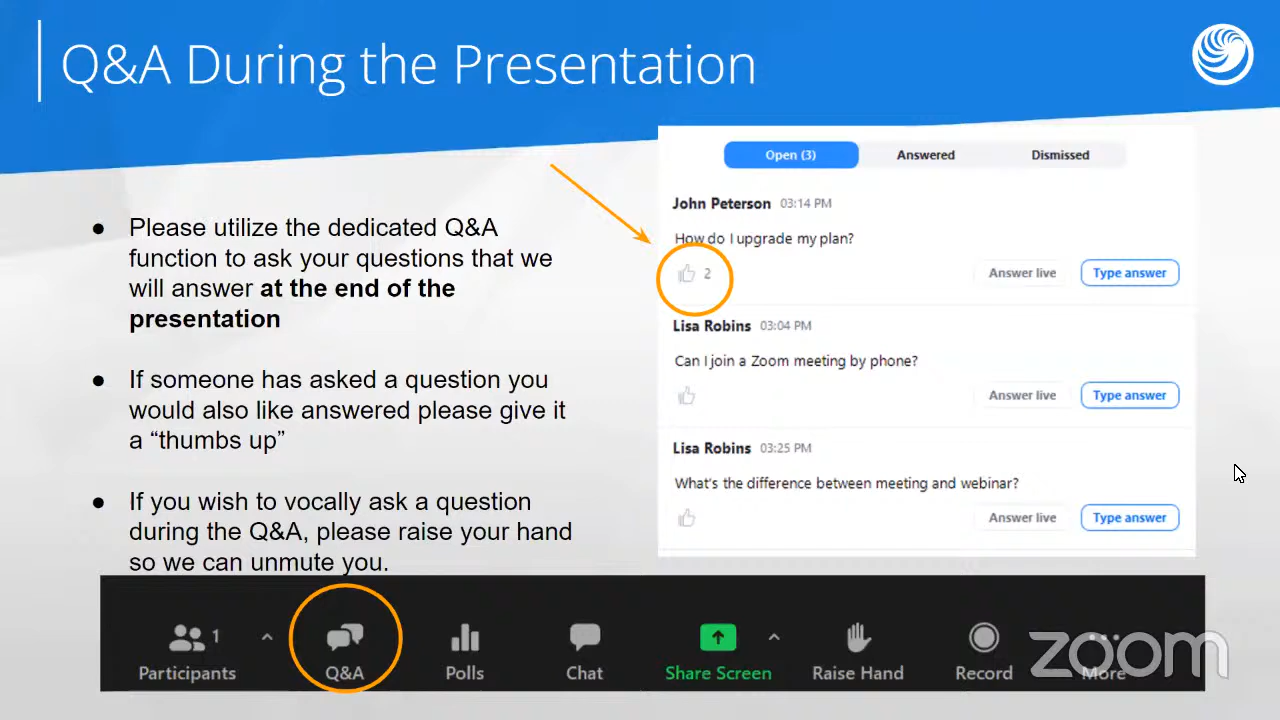 Q&A During the Presentation
● Please utilize the dedicated Q&A
function to ask your questions that we
will answer at the end of the
presentation
● If someone has asked a question you
would also like answered please give it
a “thumbs up”
● If you wish to vocally ask a question
during the Q&A, please raise your hand
so we can unmute you.
Open (3) Answered Dismissed
John Peterson 03:14 PM
How do I upgrade my plan?
2 Answer live Type answer
Lisa Robins 03:04 PM
Can I join a Zoom meeting by phone?
Answer live Type answer
Lisa Robins 03:25 PM
What's the difference between meeting and webinar?
Answer live Type answer
1
Participants Q&A Polls Chat Share Screen Raise Hand Record More
zoom